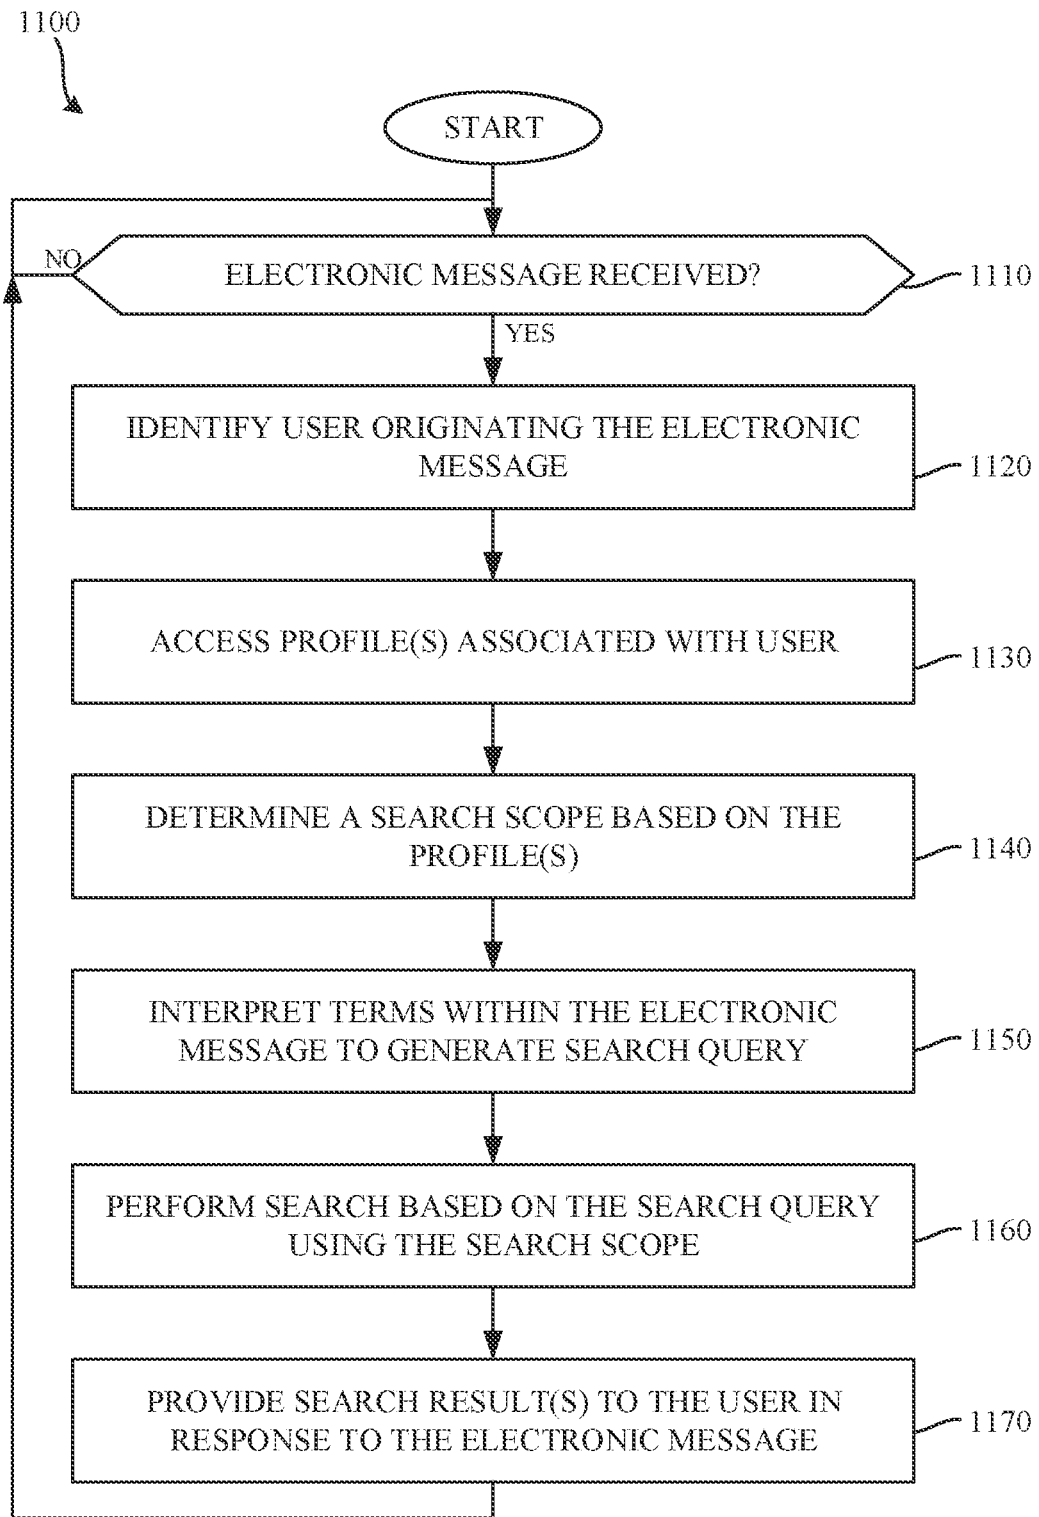 1100
START
NO
ELECTRONIC MESSAGE RECEIVED?
1110
YES
IDENTIFY USER ORIGINATING THE ELECTRONIC
MESSAGE
1120
ACCESS PROFILE(S) ASSOCIATED WITH USER
1130
DETERMINE A SEARCH SCOPE BASED ON THE
PROFILE(S)
1140
INTERPRET TERMS WITHIN THE ELECTRONIC
MESSAGE TO GENERATE SEARCH QUERY
1150
PERFORM SEARCH BASED ON THE SEARCH QUERY
USING THE SEARCH SCOPE
1160
PROVIDE SEARCH RESULT(S) TO THE USER IN
RESPONSE TO THE ELECTRONIC MESSAGE
1170